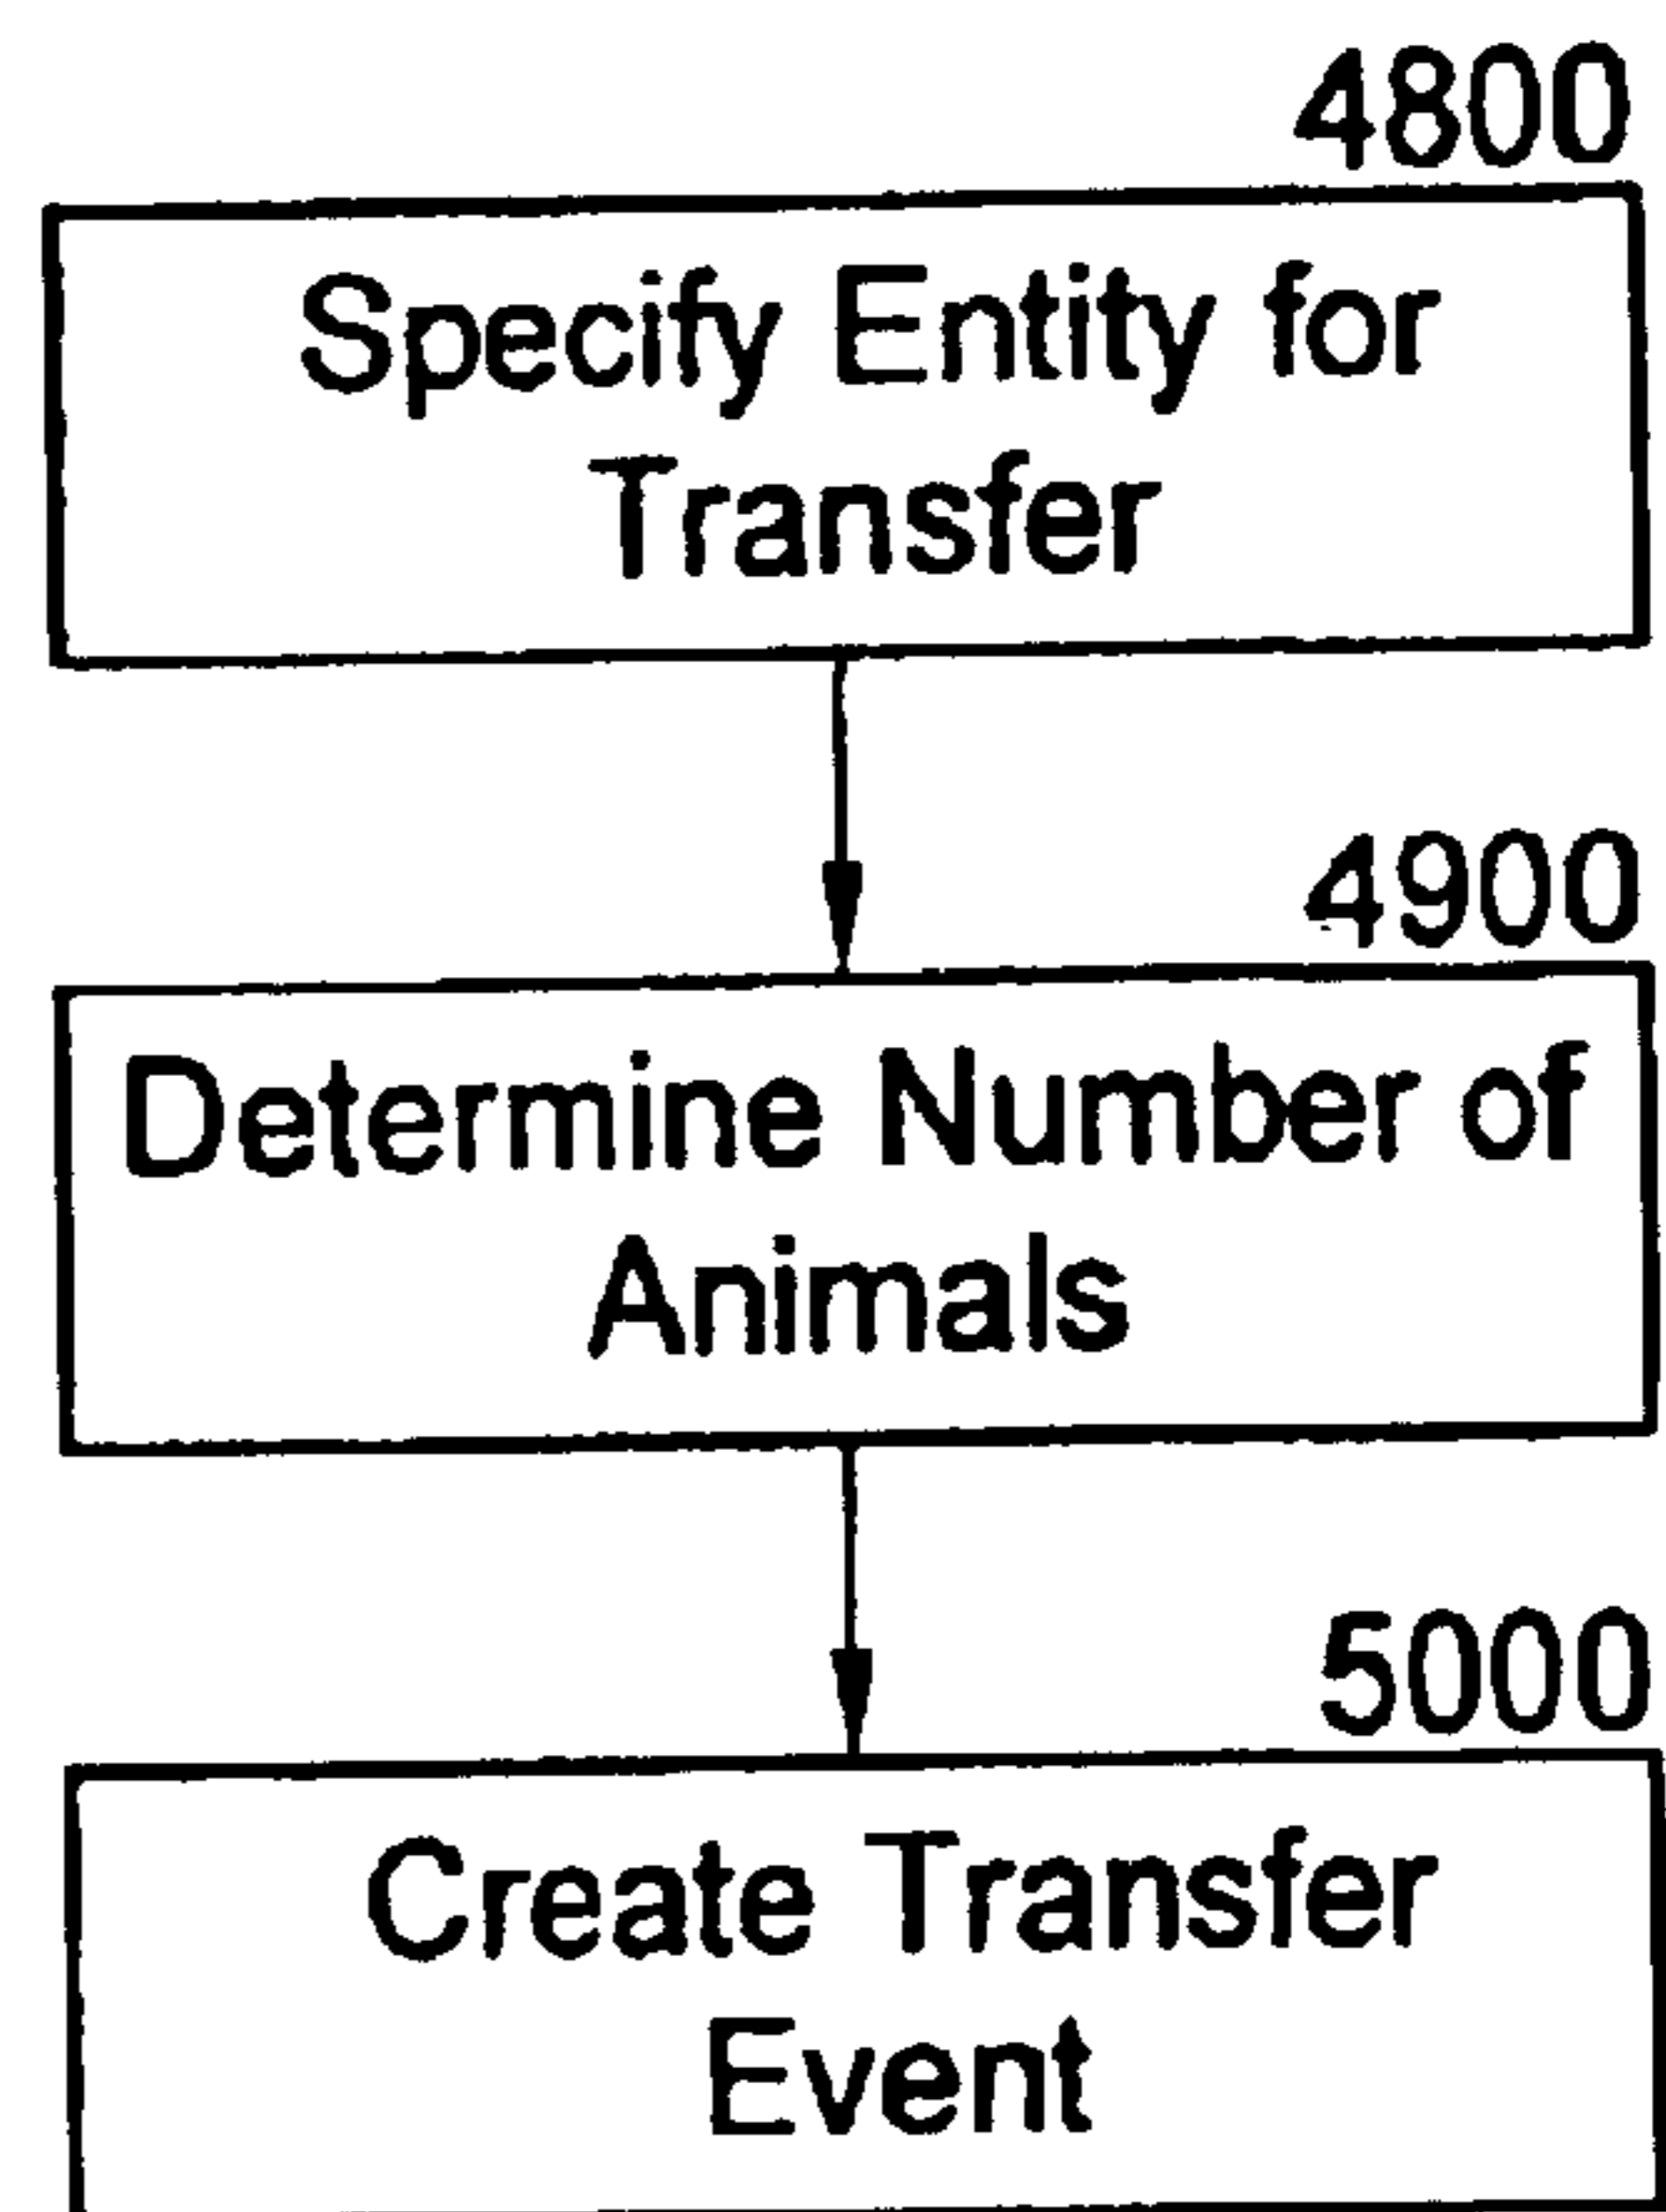 4800
Specify Entity for
Transfer
4900
Determine Number of
Animals
5000
Create Transfer
Event